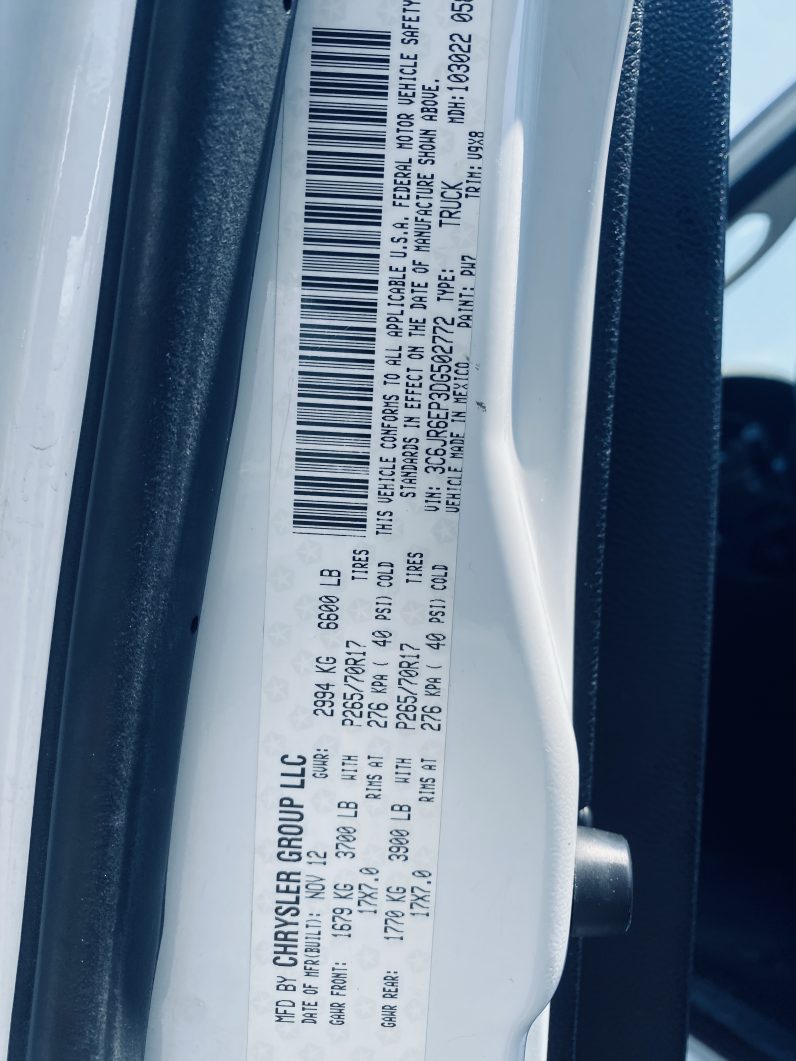 MFD BY CHRYSLER GROUP LLC
DATE OF MFR(BUILT): NOV 12 GVWR: 2994 KG 6600 LB
GAWR FRONT: 1679 KG 3700 LB WITH P265/70R17 TIRES
17X7.0 RIMS AT 276 KPA ( 40 PSI) COLD
GAWR REAR: 1770 KG 3900 LB WITH P265/70R17 TIRES
17X7.0 RIMS AT 276 KPA ( 40 PSI) COLD
THIS VEHICLE CONFORMS TO ALL APPLICABLE U.S.A. FEDERAL MOTOR VEHICLE SAFETY
STANDARDS IN EFFECT ON THE DATE OF MANUFACTURE SHOWN ABOVE.
VIN: 3C6JR6EP3DG502772 TYPE: TRUCK MDH: 103022
VEHICLE MADE IN MEXICO PAINT: PW7 TRIM: V9X8